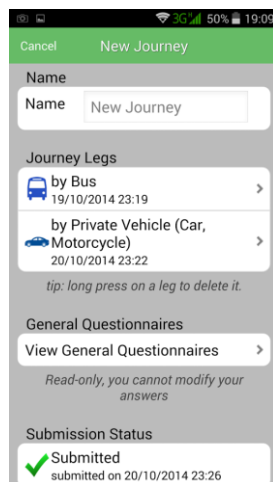 3G 50% 19:09
Cancel New Journey
Name
Name New Journey
Journey Legs
by Bus
19/10/2014 23:19
by Private Vehicle (Car,
Motorcycle)
20/10/2014 23:22
tip: long press on a leg to delete it.
General Questionnaires
View General Questionnaires
Read-only, you cannot modify your
answers
Submission Status
Submitted
submitted on 20/10/2014 23:26